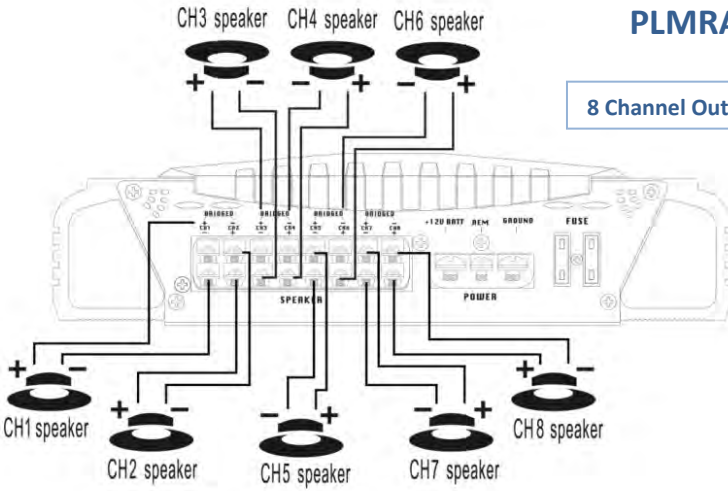 CH3 speaker CH4 speaker CH6 speaker
PLMRA
8 Channel Out
+ − − + − +
BRIDGED BRIDGED BRIDGED BRIDGED
+ − + − + − + −
CH1 CH2 CH3 CH4 CH5 CH6 CH7 CH8
− + − + − + − +
+12V BATT REM GROUND FUSE
SPEAKER
POWER
+ − + − − + − + + −
CH1 speaker CH2 speaker CH5 speaker CH7 speaker CH8 speaker